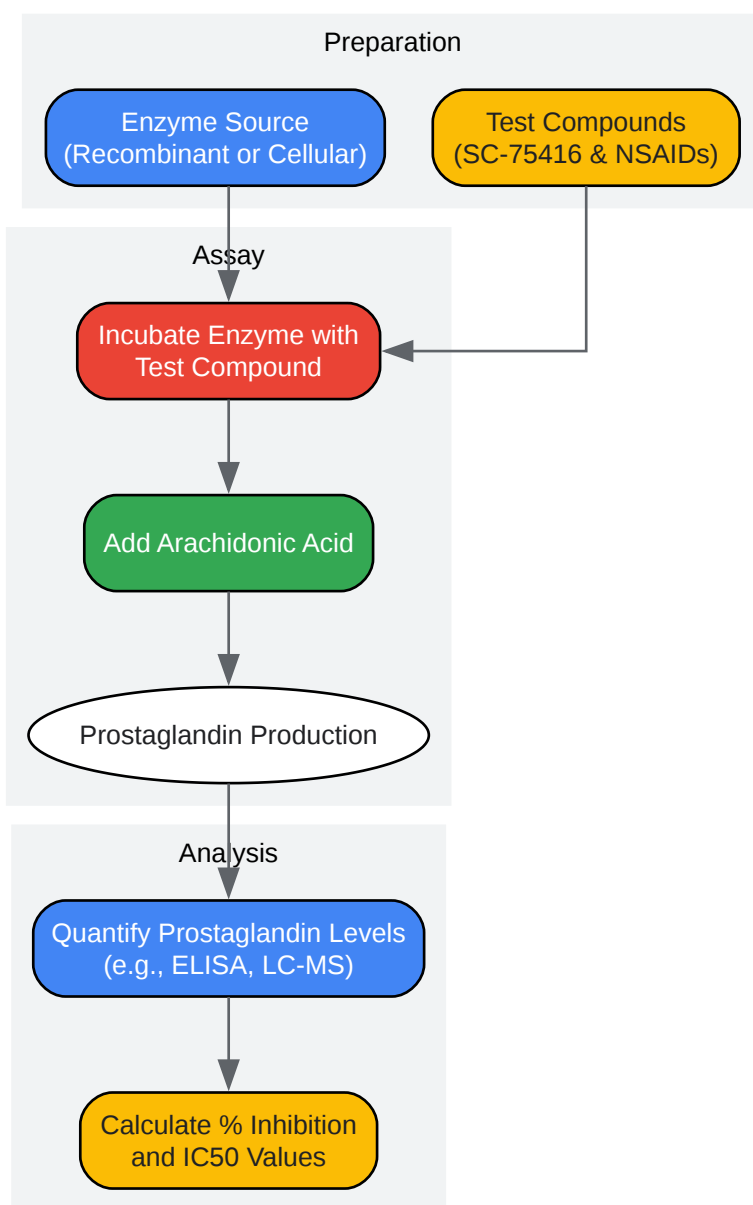 Preparation
Enzyme Source
(Recombinant or Cellular)
Test Compounds
(SC-75416 & NSAIDs)
Assay
Incubate Enzyme with
Test Compound
Add Arachidonic Acid
Prostaglandin Production
Analysis
Quantify Prostaglandin Levels
(e.g., ELISA, LC-MS)
Calculate % Inhibition
and IC50 Values